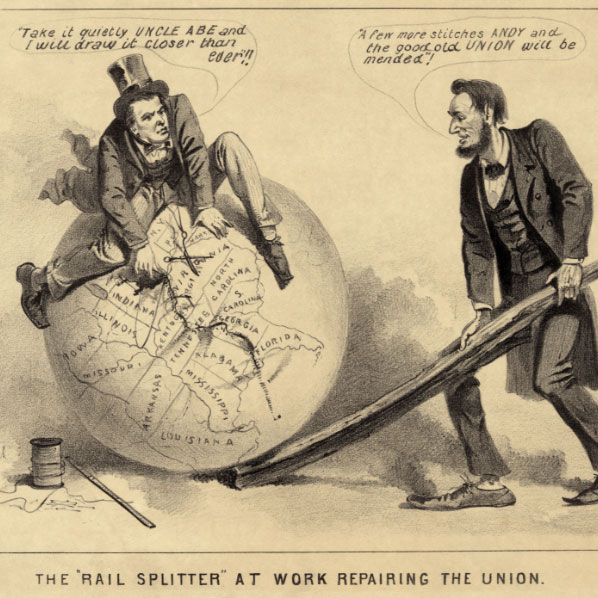 "Take it quietly UNCLE ABE and
I will draw it closer than
ever"!!
"A few more stitches ANDY and
the good old UNION will be
mended"!
VIRGINIA
NORTH
CAROLINA
S
CAROLINA
GEORGIA
FLORIDA
INDIANA
ILLINOIS
IOWA
MISSOURI
TENNESSEE
ALABAMA
MISSISSIPPI
ARKANSAS
LOUISIANA
THE "RAIL SPLITTER" AT WORK REPAIRING THE UNION.